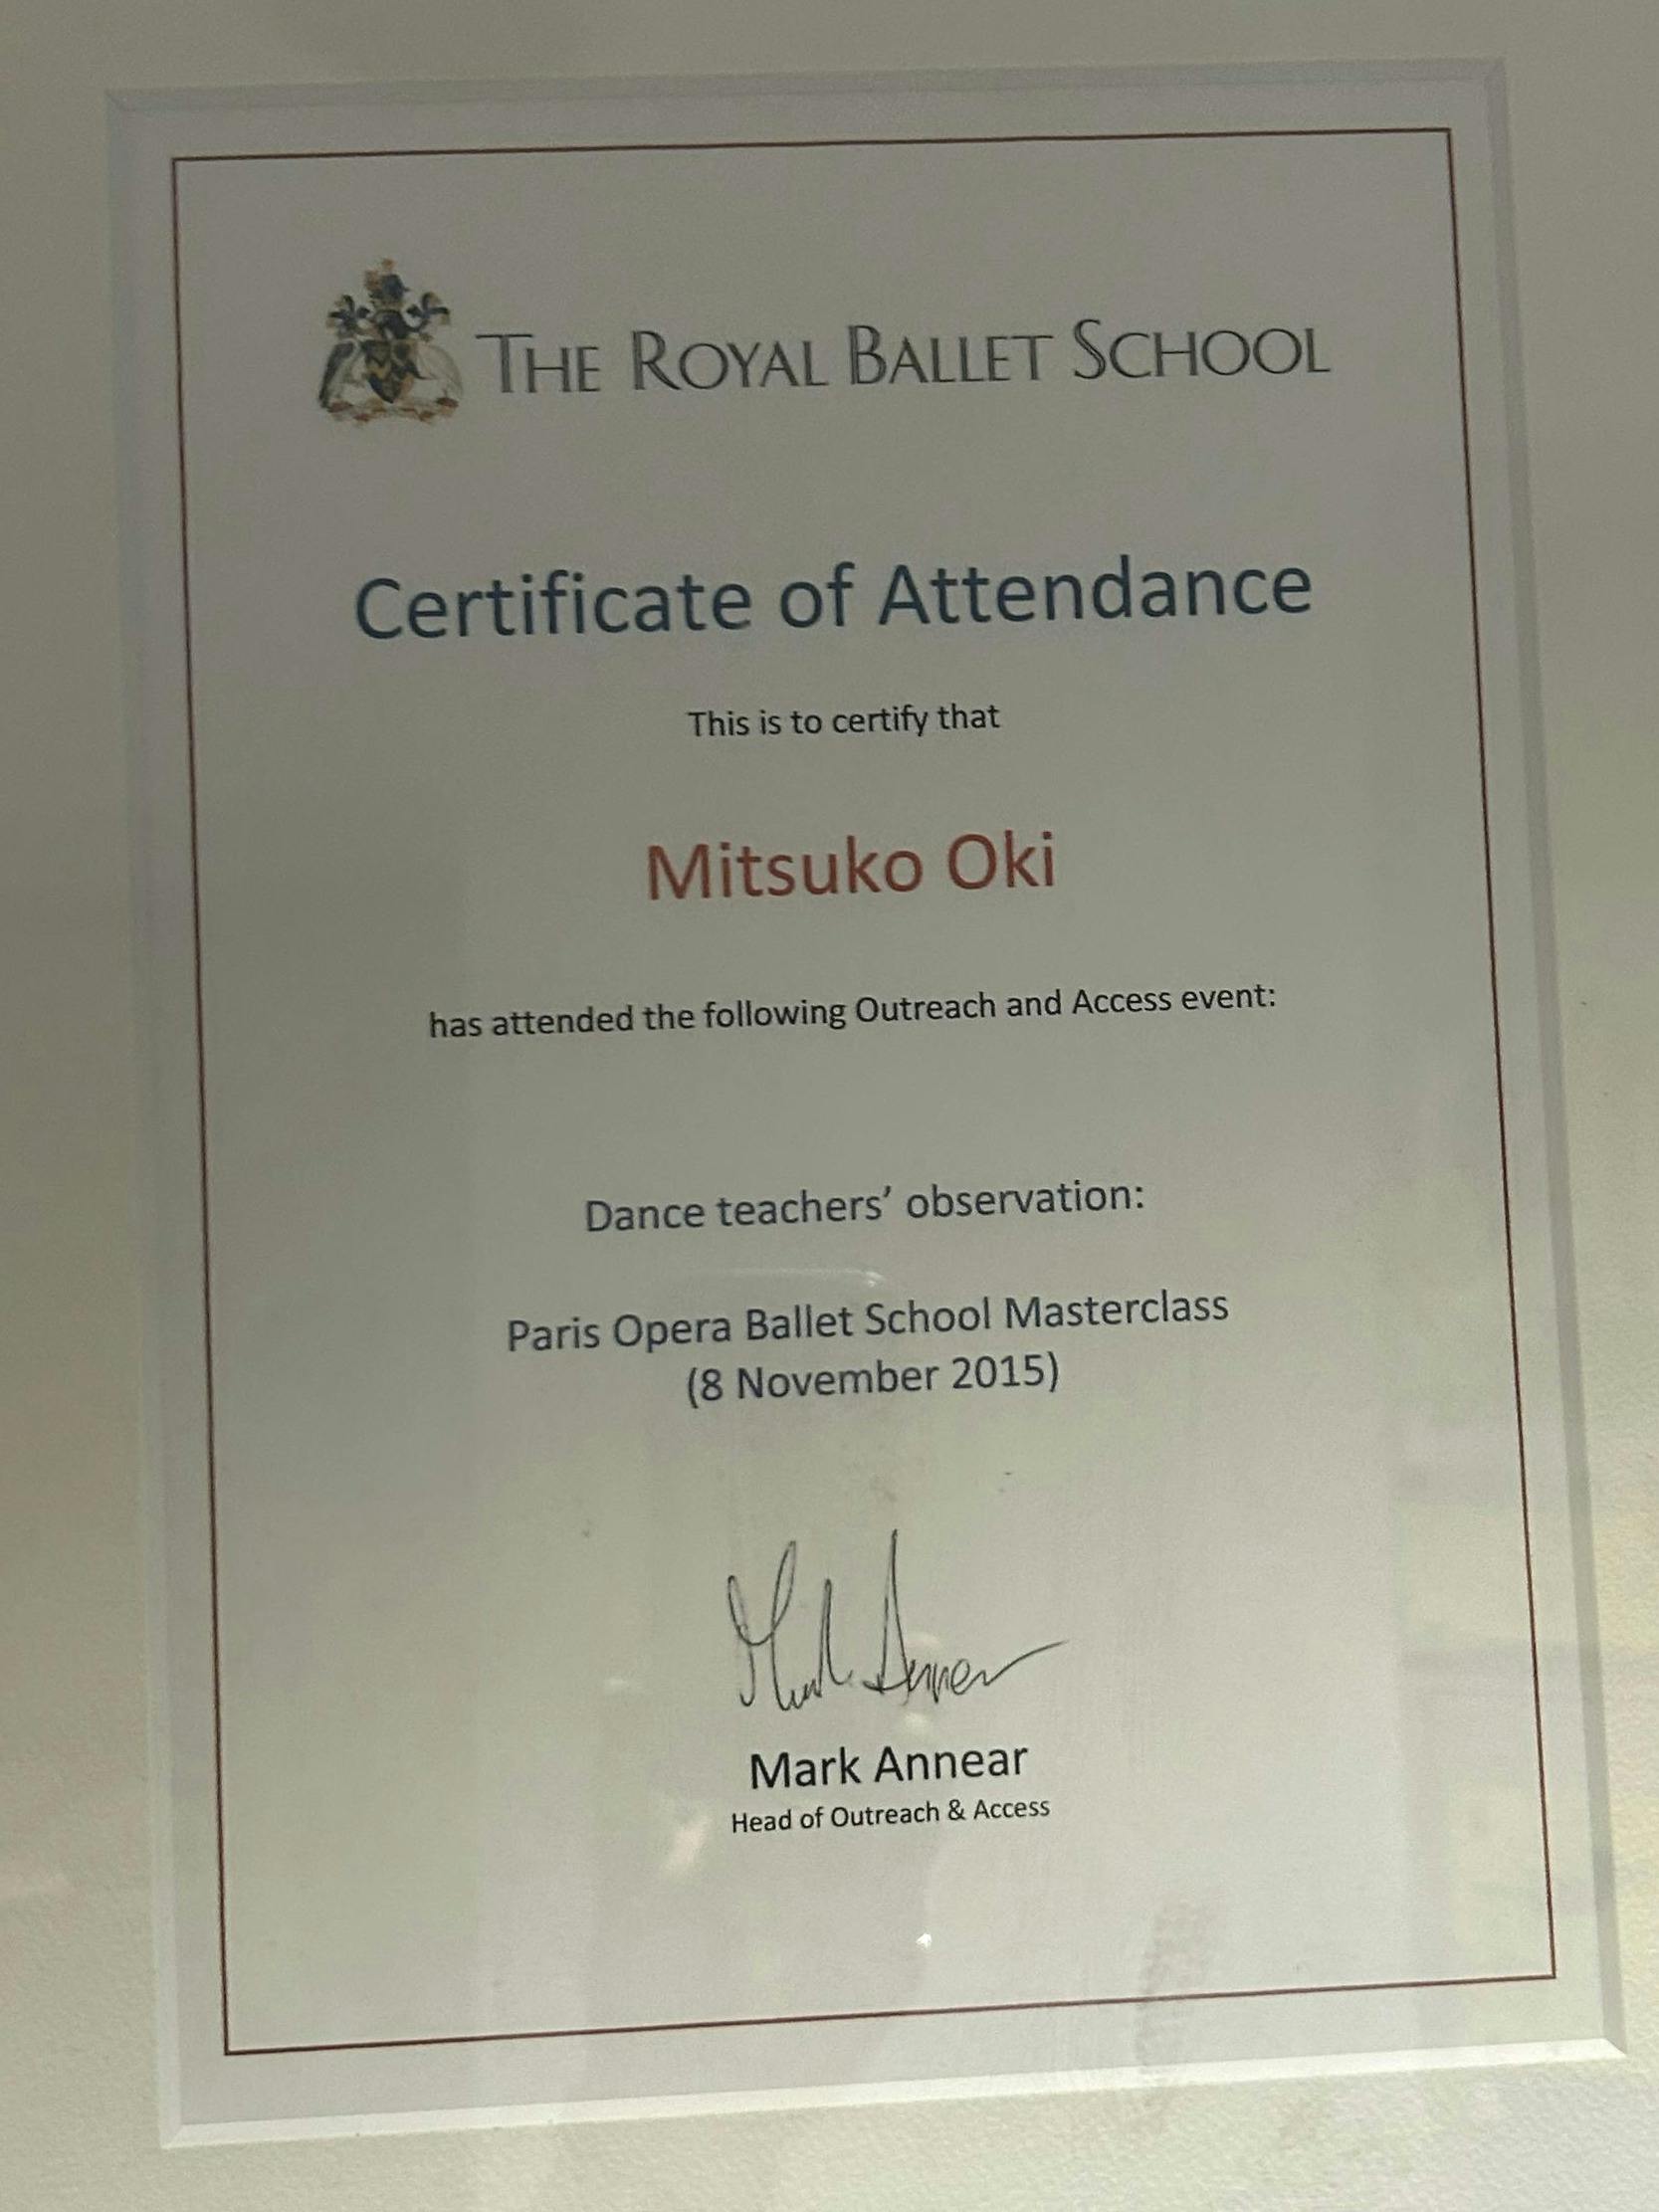 THE ROYAL BALLET SCHOOL
Certificate of Attendance
This is to certify that
Mitsuko Oki
has attended the following Outreach and Access event:
Dance teachers’ observation:
Paris Opera Ballet School Masterclass
(8 November 2015)
Mark Annear
Mark Annear
Head of Outreach & Access